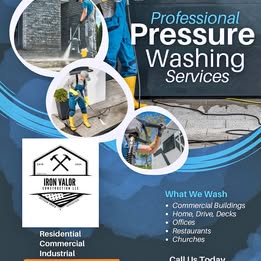 Professional
Pressure
Washing
Services
IRON VALOR
CONSTRUCTION LLC
What We Wash
• Commercial Buildings
• Home, Drive, Decks
• Offices
• Restaurants
• Churches
Residential
Commercial
Industrial
Call Us Today